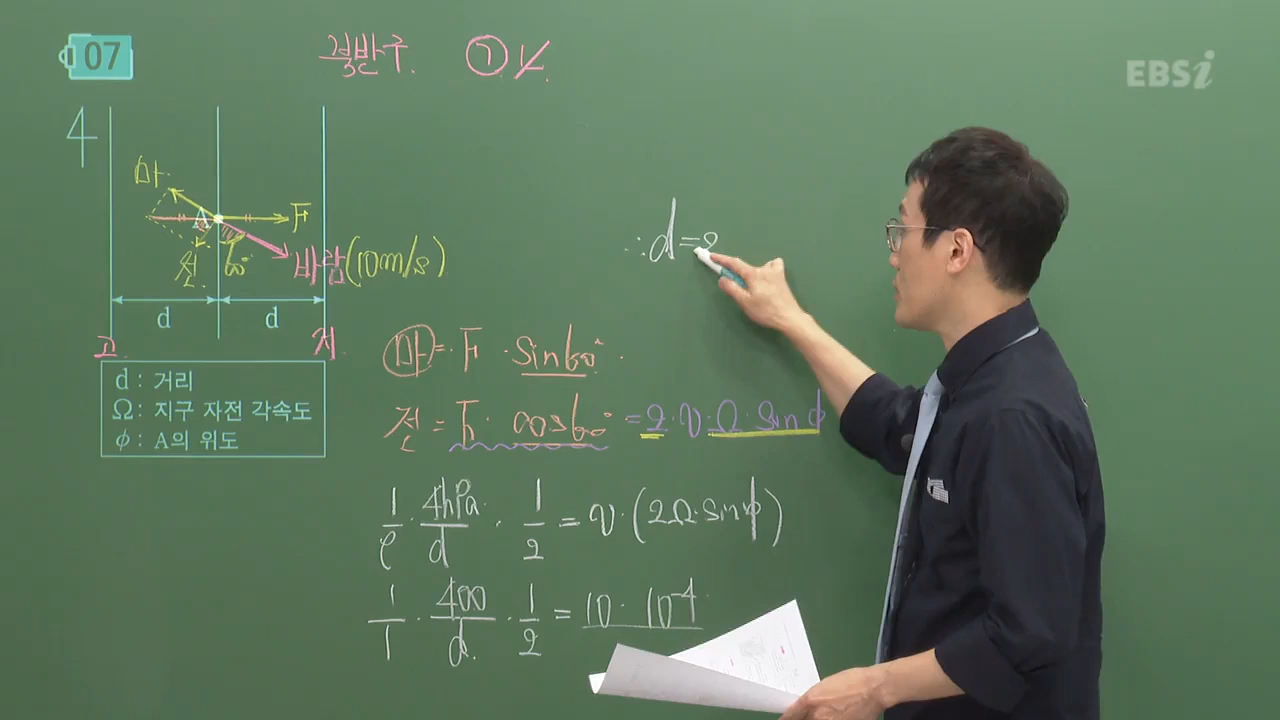 07
격반구. ㄱ
EBSi
4
마
F
전
60°
바람(10m/s)
d d
고 저
d : 거리
Ω : 지구 자전 각속도
φ : A의 위도
∴ d=2
마 = F · sin60°
전 = F · cos60° = 2 · v · Ω · sinφ
1/ρ · 4hPa/d · 1/2 = v · (2Ω · sinφ)
1/1 · 400/d · 1/2 = 10 · 10⁻⁴